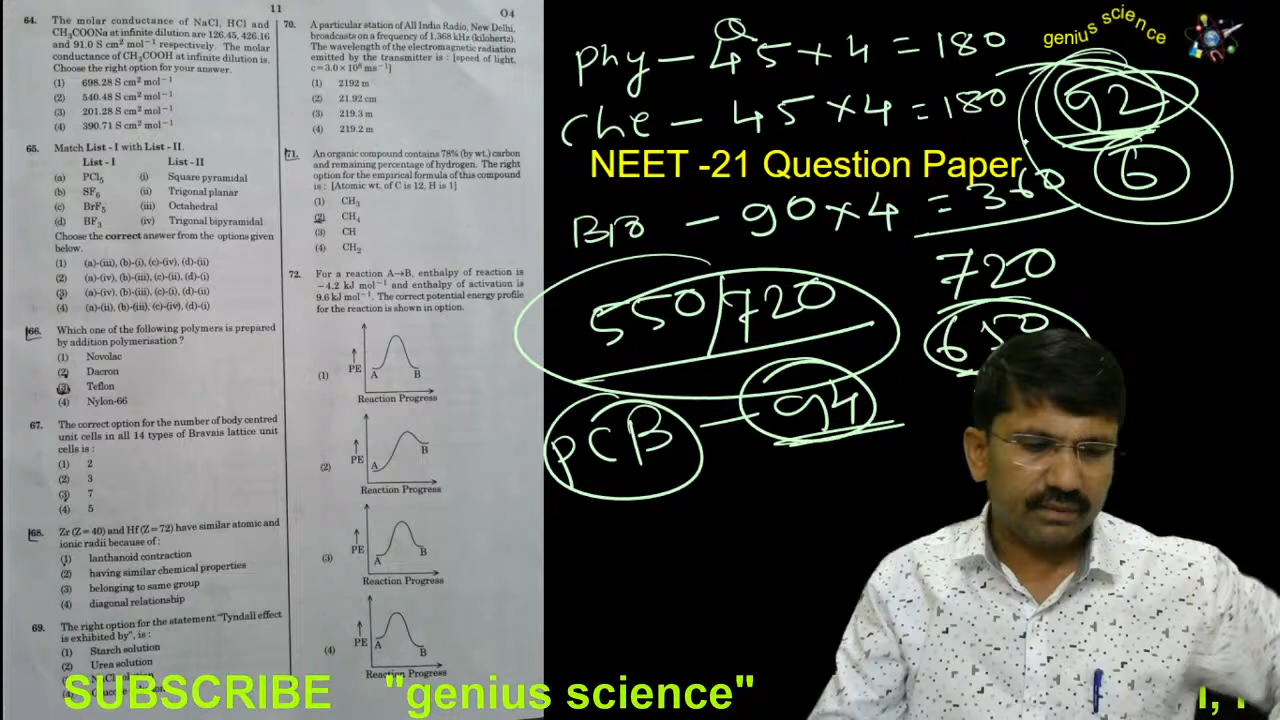 11
O4
64. The molar conductance of NaCl, HCl and
CH₃COONa at infinite dilution are 126.45, 426.16
and 91.0 S cm² mol⁻¹ respectively. The molar
conductance of CH₃COOH at infinite dilution is.
Choose the right option for your answer.
(1) 698.28 S cm² mol⁻¹
(2) 540.48 S cm² mol⁻¹
(3) 201.28 S cm² mol⁻¹
(4) 390.71 S cm² mol⁻¹
65. Match List - I with List - II.
List - I List - II
(a) PCl₅ (i) Square pyramidal
(b) SF₆ (ii) Trigonal planar
(c) BrF₅ (iii) Octahedral
(d) BF₃ (iv) Trigonal bipyramidal
Choose the correct answer from the options given
below.
(1) (a)-(iii), (b)-(i), (c)-(iv), (d)-(ii)
(2) (a)-(iv), (b)-(iii), (c)-(ii), (d)-(i)
(3) (a)-(iv), (b)-(iii), (c)-(i), (d)-(ii)
(4) (a)-(ii), (b)-(iii), (c)-(iv), (d)-(i)
66. Which one of the following polymers is prepared
by addition polymerisation ?
(1) Novolac
(2) Dacron
(3) Teflon
(4) Nylon-66
67. The correct option for the number of body centred
unit cells in all 14 types of Bravais lattice unit
cells is :
(1) 2
(2) 3
(3) 7
(4) 5
68. Zr (Z = 40) and Hf (Z = 72) have similar atomic and
ionic radii because of :
(1) lanthanoid contraction
(2) having similar chemical properties
(3) belonging to same group
(4) diagonal relationship
69. The right option for the statement "Tyndall effect
is exhibited by", is :
(1) Starch solution
(2) Urea solution
70. A particular station of All India Radio, New Delhi,
broadcasts on a frequency of 1,368 kHz (kilohertz).
The wavelength of the electromagnetic radiation
emitted by the transmitter is : [speed of light,
c = 3.0 × 10⁸ ms⁻¹]
(1) 2192 m
(2) 21.92 cm
(3) 219.3 m
(4) 219.2 m
71. An organic compound contains 78% (by wt.) carbon
and remaining percentage of hydrogen. The right
option for the empirical formula of this compound
is : [Atomic wt. of C is 12, H is 1]
(1) CH₃
(2) CH₄
(3) CH
(4) CH₂
72. For a reaction A→B, enthalpy of reaction is
−4.2 kJ mol⁻¹ and enthalpy of activation is
9.6 kJ mol⁻¹. The correct potential energy profile
for the reaction is shown in option.
(1) PE A B
Reaction Progress
(2) PE A B
Reaction Progress
(3) PE A B
Reaction Progress
(4) PE A B
Reaction Progress
Q
phy - 45 × 4 = 180
che - 45 × 4 = 180
NEET -21 Question Paper
Bio - 90 × 4 = 360
720
550/720
650
PCB - 94
92
6
genius science
SUBSCRIBE "genius science"